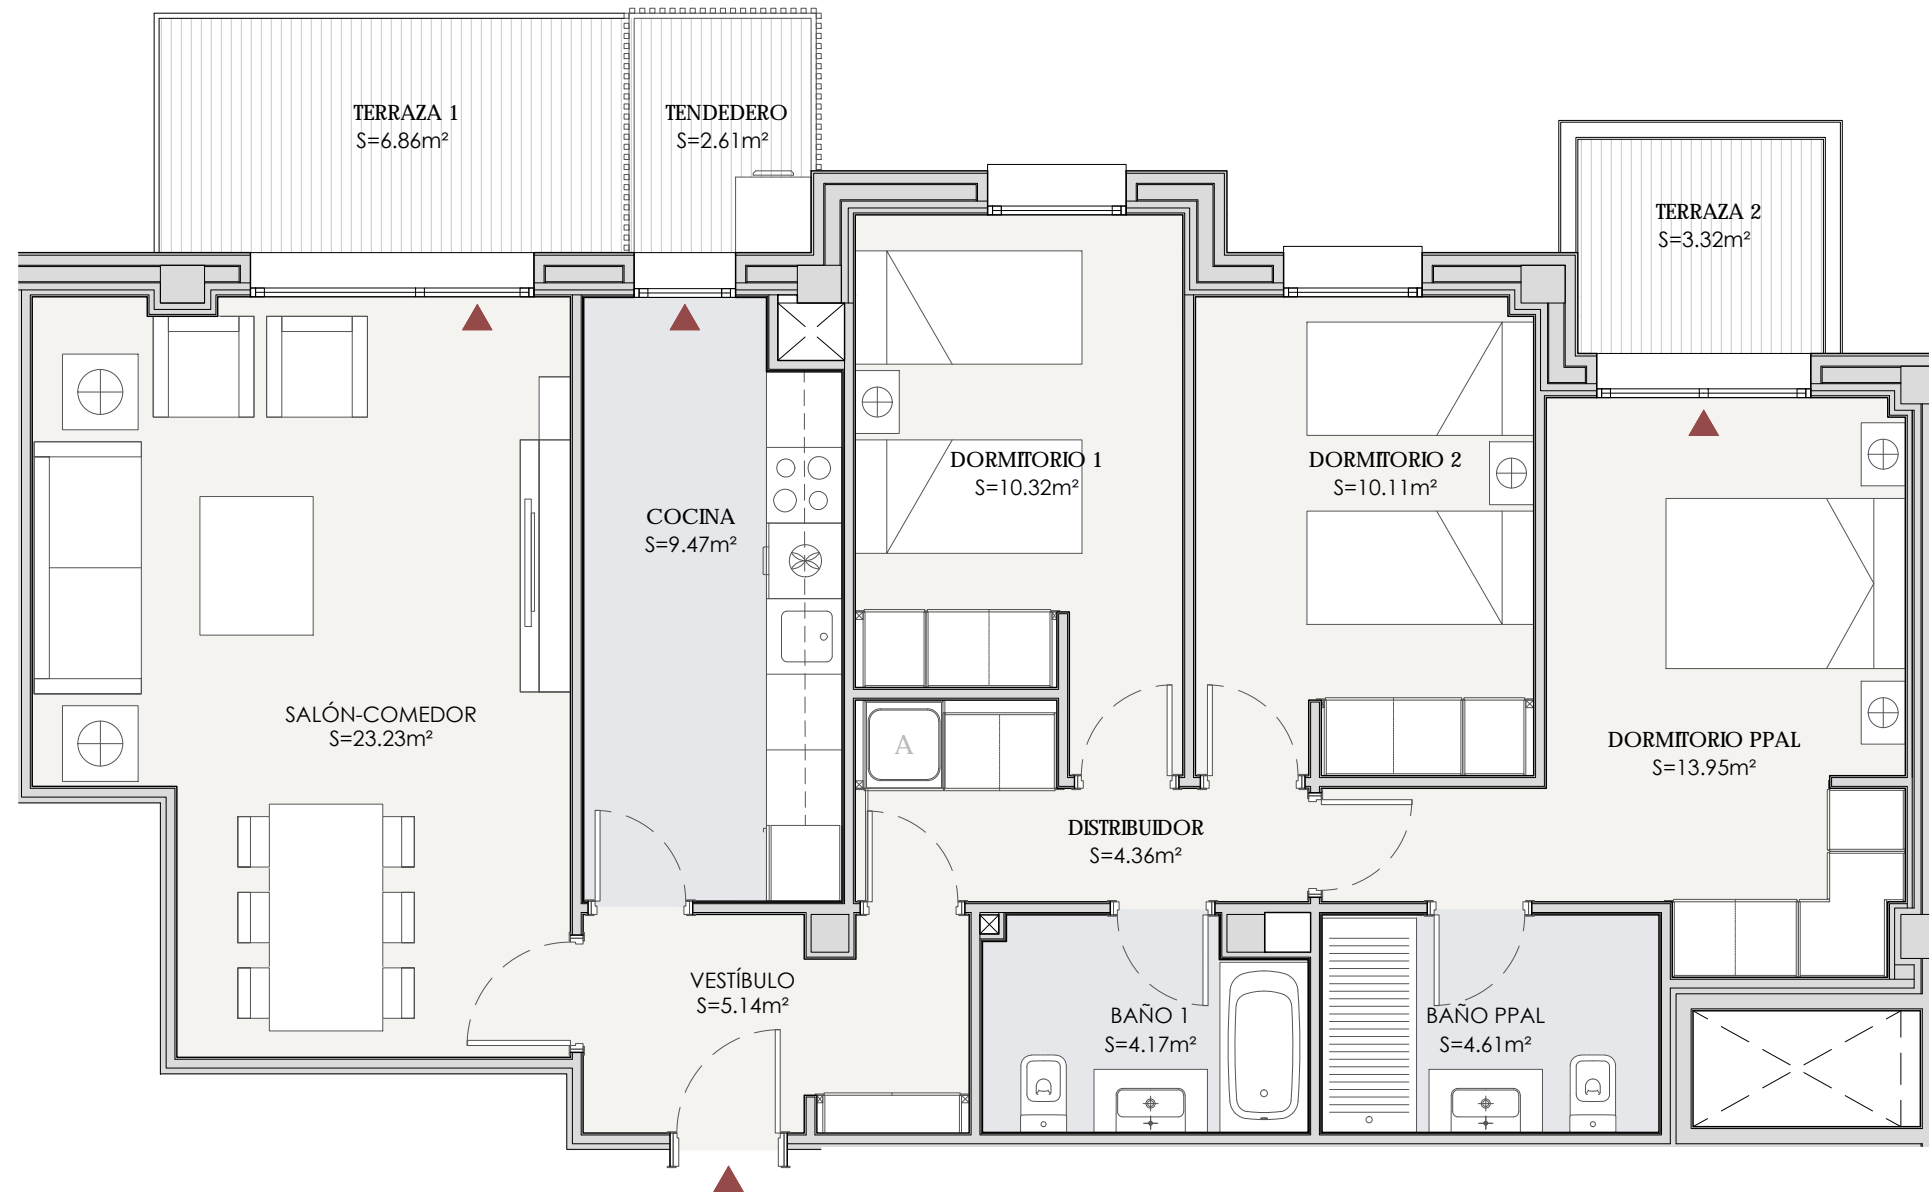 TERRAZA 1
S=6.86m²
TENDEDERO
S=2.61m²
TERRAZA 2
S=3.32m²
DORMITORIO 1
S=10.32m²
DORMITORIO 2
S=10.11m²
COCINA
S=9.47m²
SALÓN-COMEDOR
S=23.23m²
A
DORMITORIO PPAL
S=13.95m²
DISTRIBUIDOR
S=4.36m²
VESTÍBULO
S=5.14m²
BAÑO 1
S=4.17m²
BAÑO PPAL
S=4.61m²